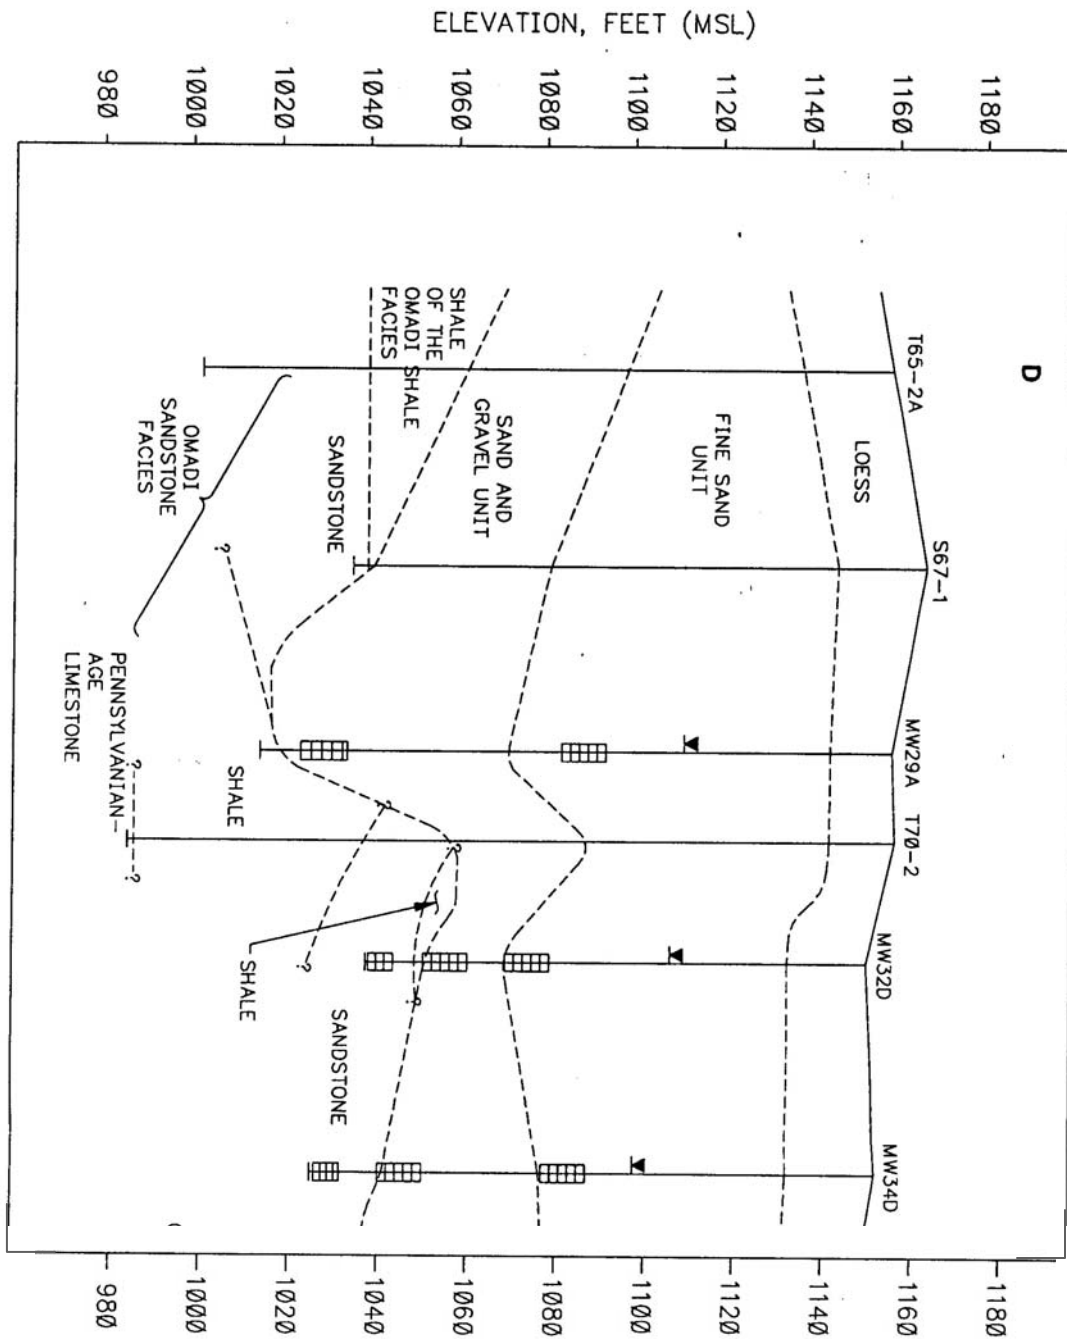 ELEVATION, FEET (MSL)
1180
1160
1140
1120
1100
1080
1060
1040
1020
1000
980
D
T65-2A
S67-1
MW29A
T70-2
MW32D
MW34D
LOESS
FINE SAND
UNIT
SAND AND
GRAVEL UNIT
SHALE
OF THE
OMADI SHALE
FACIES
SANDSTONE
OMADI
SANDSTONE
FACIES
?
PENNSYLVANIAN-
AGE
LIMESTONE
?
?
SHALE
?
?
?
?
SHALE
SANDSTONE
1180
1160
1140
1120
1100
1080
1060
1040
1020
1000
980